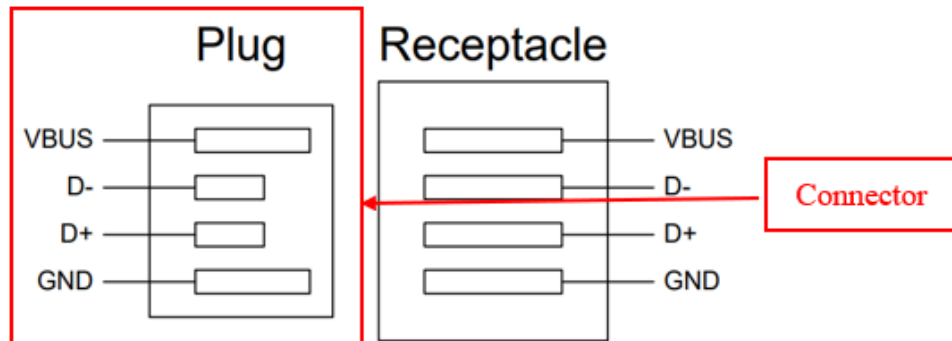 Plug
Receptacle
VBUS
D-
D+
GND
VBUS
D-
D+
GND
Connector